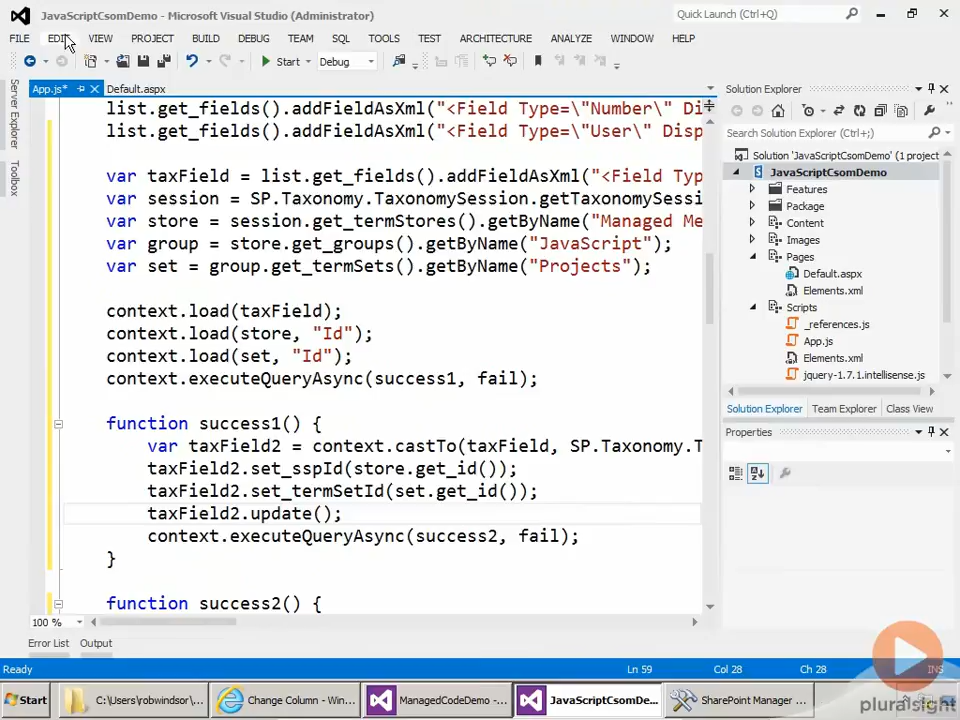 JavaScriptCsomDemo - Microsoft Visual Studio (Administrator)
Quick Launch (Ctrl+Q)
FILE EDIT VIEW PROJECT BUILD DEBUG TEAM SQL TOOLS TEST ARCHITECTURE ANALYZE WINDOW HELP
Start Debug
Server Explorer
Toolbox
App.js* Default.aspx
list.get_fields().addFieldAsXml("<Field Type=\"Number\" Di
list.get_fields().addFieldAsXml("<Field Type=\"User\" Disp
var taxField = list.get_fields().addFieldAsXml("<Field Typ
var session = SP.Taxonomy.TaxonomySession.getTaxonomySessi
var store = session.get_termStores().getByName("Managed Me
var group = store.get_groups().getByName("JavaScript");
var set = group.get_termSets().getByName("Projects");
context.load(taxField);
context.load(store, "Id");
context.load(set, "Id");
context.executeQueryAsync(success1, fail);
function success1() {
var taxField2 = context.castTo(taxField, SP.Taxonomy.T
taxField2.set_sspId(store.get_id());
taxField2.set_termSetId(set.get_id());
taxField2.update();
context.executeQueryAsync(success2, fail);
}
function success2() {
100 %
Solution Explorer
Search Solution Explorer (Ctrl+;)
Solution 'JavaScriptCsomDemo' (1 project
JavaScriptCsomDemo
Features
Package
Content
Images
Pages
Default.aspx
Elements.xml
Scripts
_references.js
App.js
Elements.xml
jquery-1.7.1.intellisense.js
Solution Explorer Team Explorer Class View
Properties
Error List Output
Ready Ln 59 Col 28 Ch 28 INS
Start C:\Users\robwindsor\... Change Column - Win... ManagedCodeDemo -... JavaScriptCsomDe... SharePoint Manager ...
pluralsight